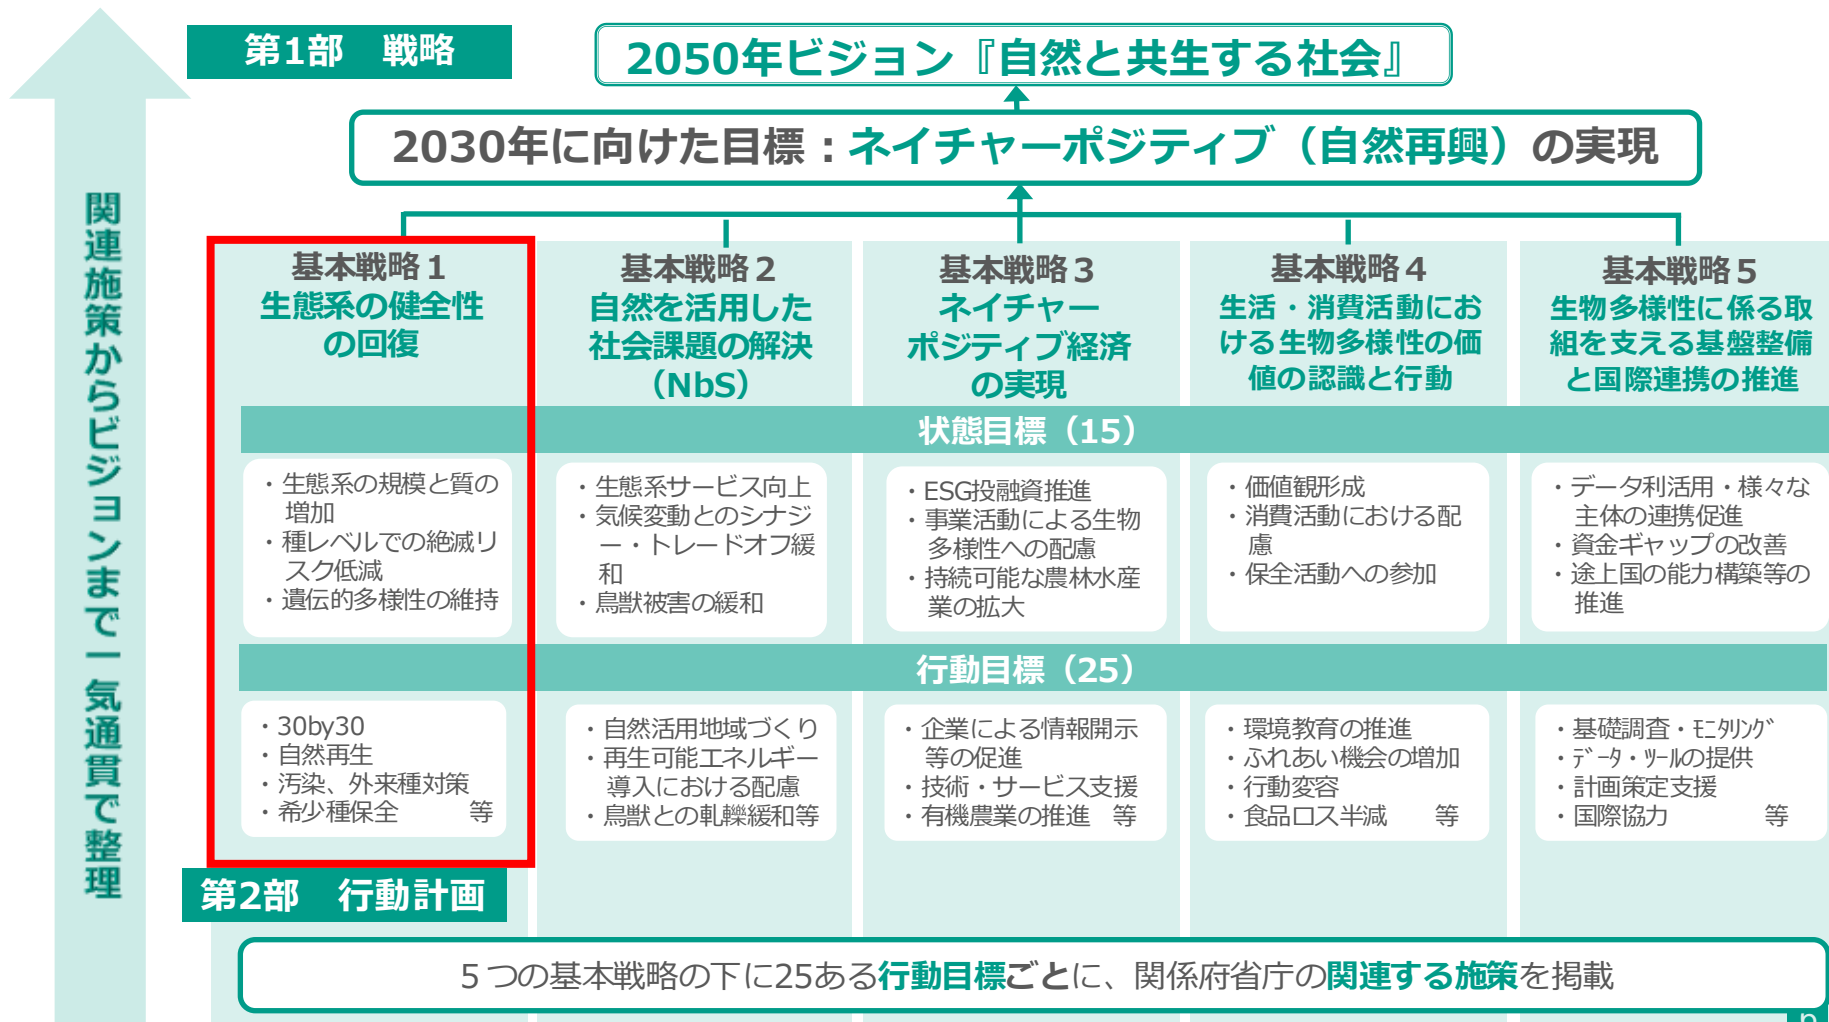 第1部　戦略
2050年ビジョン『自然と共生する社会』
2030年に向けた目標：ネイチャーポジティブ（自然再興）の実現
関連施策からビジョンまで一気通貫で整理
基本戦略１
生態系の健全性
の回復
基本戦略２
自然を活用した
社会課題の解決
（NbS）
基本戦略３
ネイチャー
ポジティブ経済
の実現
基本戦略４
生活・消費活動にお
ける生物多様性の価
値の認識と行動
基本戦略５
生物多様性に係る取
組を支える基盤整備
と国際連携の推進
状態目標（15）
・生態系の規模と質の
増加
・種レベルでの絶滅リ
スク低減
・遺伝的多様性の維持
・生態系サービス向上
・気候変動とのシナジ
ー・トレードオフ緩
和
・鳥獣被害の緩和
・ESG投融資推進
・事業活動による生物
多様性への配慮
・持続可能な農林水産
業の拡大
・価値観形成
・消費活動における配
慮
・保全活動への参加
・データ利活用・様々な
主体の連携促進
・資金ギャップの改善
・途上国の能力構築等の
推進
行動目標（25）
・30by30
・自然再生
・汚染、外来種対策
・希少種保全　　　等
・自然活用地域づくり
・再生可能エネルギー
導入における配慮
・鳥獣との軋轢緩和等
・企業による情報開示
等の促進
・技術・サービス支援
・有機農業の推進　等
・環境教育の推進
・ふれあい機会の増加
・行動変容
・食品ロス半減　　等
・基礎調査・ﾓﾆﾀﾘﾝｸﾞ
・ﾃﾞｰﾀ・ﾂｰﾙの提供
・計画策定支援
・国際協力　　　　等
第2部　行動計画
５つの基本戦略の下に25ある行動目標ごとに、関係府省庁の関連する施策を掲載